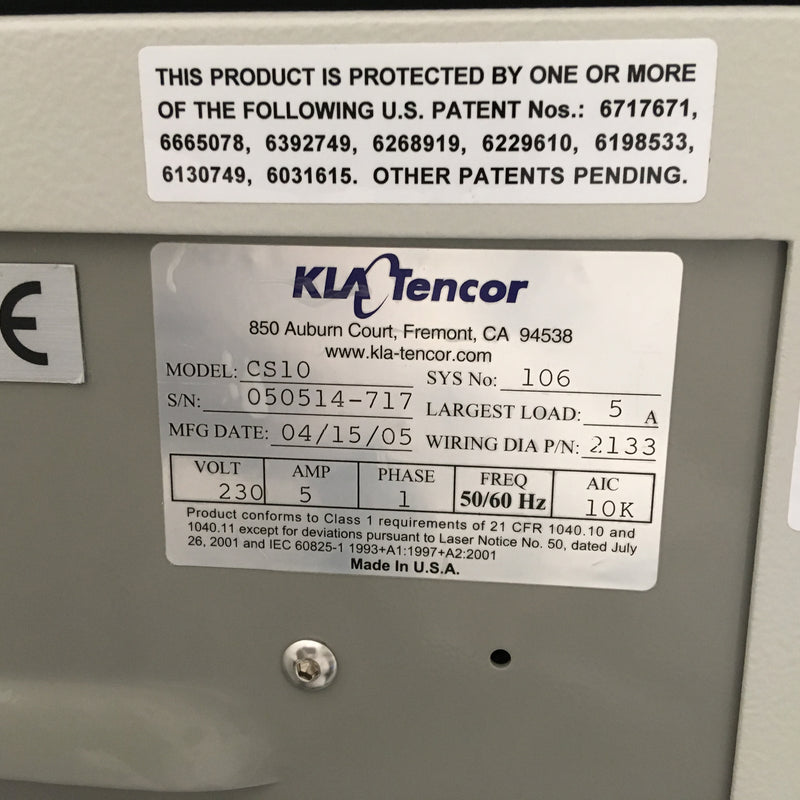 THIS PRODUCT IS PROTECTED BY ONE OR MORE
OF THE FOLLOWING U.S. PATENT Nos.: 6717671,
6665078, 6392749, 6268919, 6229610, 6198533,
6130749, 6031615. OTHER PATENTS PENDING.
CE
KLA Tencor
850 Auburn Court, Fremont, CA 94538
www.kla-tencor.com
MODEL: CS10 SYS No: 106
S/N: 050514-717 LARGEST LOAD: 5 A
MFG DATE: 04/15/05 WIRING DIA P/N: 2133
VOLT AMP PHASE FREQ AIC
230 5 1 50/60 Hz 10K
Product conforms to Class 1 requirements of 21 CFR 1040.10 and
1040.11 except for deviations pursuant to Laser Notice No. 50, dated July
26, 2001 and IEC 60825-1 1993+A1:1997+A2:2001
Made In U.S.A.